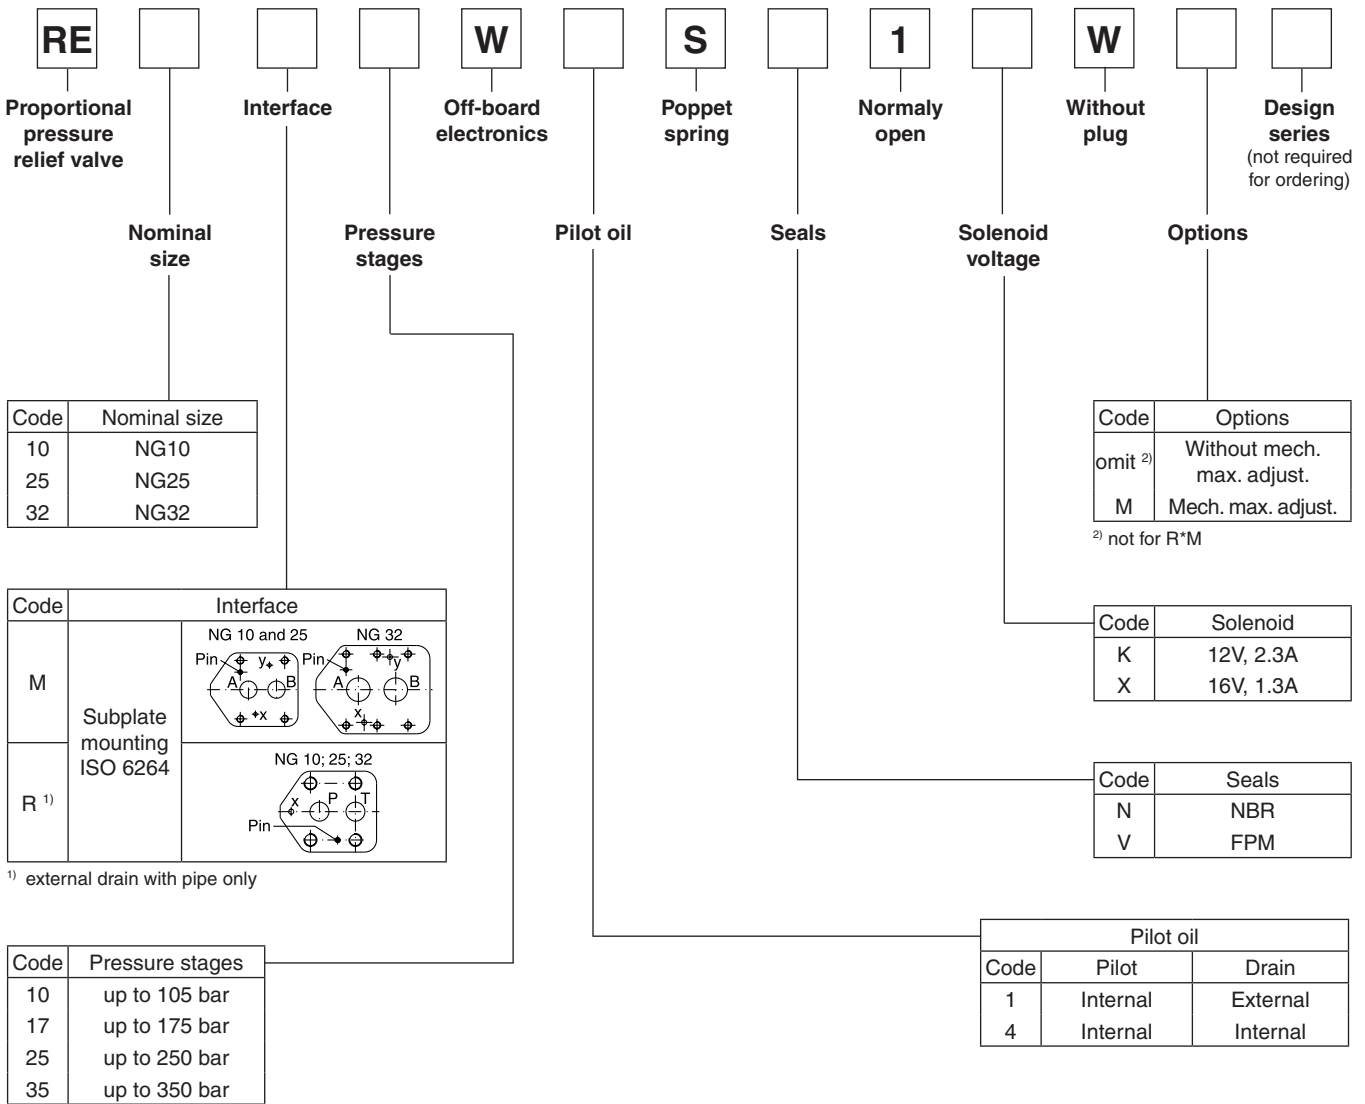 RE W S 1 W
Proportional
pressure
relief valve
Interface
Off-board
electronics
Poppet
spring
Normaly
open
Without
plug
Design
series
(not required
for ordering)
Nominal
size
Pressure
stages
Pilot oil
Seals
Solenoid
voltage
Options
Code Nominal size
10 NG10
25 NG25
32 NG32
Code Options
omit 2) Without mech.
max. adjust.
M Mech. max. adjust.
2) not for R*M
Code Interface
M
Subplate
mounting
ISO 6264
NG 10 and 25 NG 32
Pin y Pin y
A B A B
x x
R 1)
NG 10; 25; 32
x P T
Pin
1) external drain with pipe only
Code Solenoid
K 12V, 2.3A
X 16V, 1.3A
Code Seals
N NBR
V FPM
Code Pressure stages
10 up to 105 bar
17 up to 175 bar
25 up to 250 bar
35 up to 350 bar
Pilot oil
Code Pilot Drain
1 Internal External
4 Internal Internal